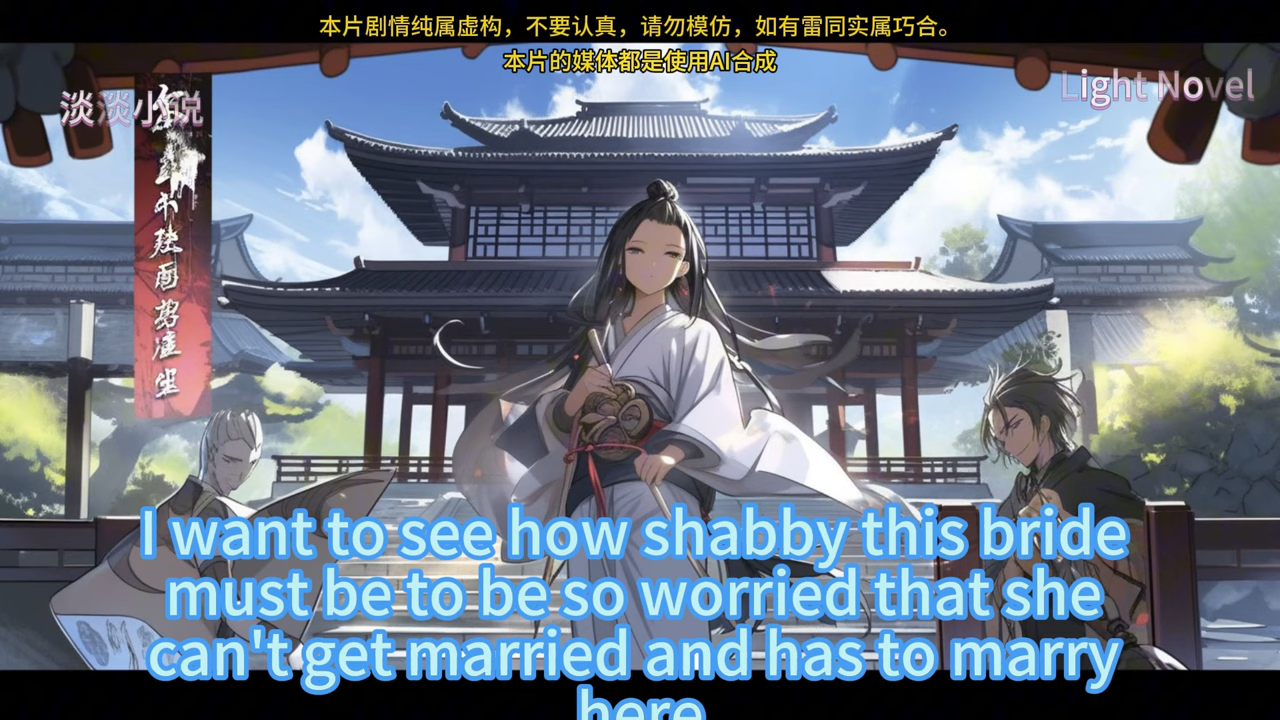 本片剧情纯属虚构，不要认真，请勿模仿，如有雷同实属巧合。
本片的媒体都是使用AI合成
淡淡小说
Light Novel
I want to see how shabby this bride
must be to be so worried that she
can't get married and has to marry
here